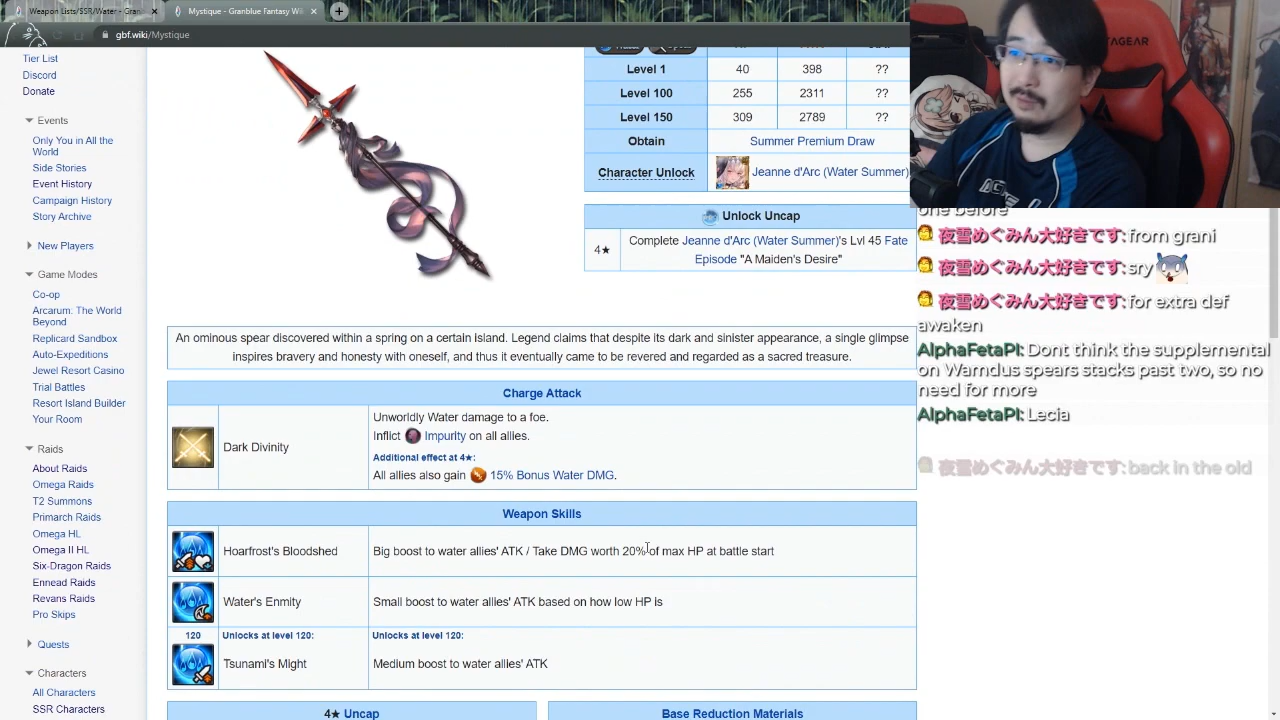 Weapon Lists/SSR/Water - Gran
Mystique - Granblue Fantasy Wi
gbf.wiki/Mystique
Tier List
Discord
Donate
Events
Only You in All the
World
Side Stories
Event History
Campaign History
Story Archive
New Players
Game Modes
Co-op
Arcarum: The World
Beyond
Replicard Sandbox
Auto-Expeditions
Jewel Resort Casino
Trial Battles
Resort Island Builder
Your Room
Raids
About Raids
Omega Raids
T2 Summons
Primarch Raids
Omega HL
Omega II HL
Six-Dragon Raids
Ennead Raids
Revans Raids
Pro Skips
Quests
Characters
All Characters
SSR Characters
Level 1 40 398 ??
Level 100 255 2311 ??
Level 150 309 2789 ??
Obtain Summer Premium Draw
Character Unlock Jeanne d'Arc (Water Summer)
Unlock Uncap
4★ Complete Jeanne d'Arc (Water Summer)'s Lvl 45 Fate
Episode "A Maiden's Desire"
An ominous spear discovered within a spring on a certain island. Legend claims that despite its dark and sinister appearance, a single glimpse
inspires bravery and honesty with oneself, and thus it eventually came to be revered and regarded as a sacred treasure.
Charge Attack
Dark Divinity
Unworldly Water damage to a foe.
Inflict Impurity on all allies.
Additional effect at 4★:
All allies also gain 15% Bonus Water DMG.
Weapon Skills
Hoarfrost's Bloodshed Big boost to water allies' ATK / Take DMG worth 20% of max HP at battle start
Water's Enmity Small boost to water allies' ATK based on how low HP is
120 Unlocks at level 120: Unlocks at level 120:
Tsunami's Might Medium boost to water allies' ATK
4★ Uncap
Base Reduction Materials
TAGEAR
one before
夜雪めぐみん大好きです: from grani
夜雪めぐみん大好きです: sry
夜雪めぐみん大好きです: for extra def
awaken
AlphaFetaPI: Dont think the supplemental
on Wamdus spears stacks past two, so no
need for more
AlphaFetaPI: Lecia
夜雪めぐみん大好きです: back in the old